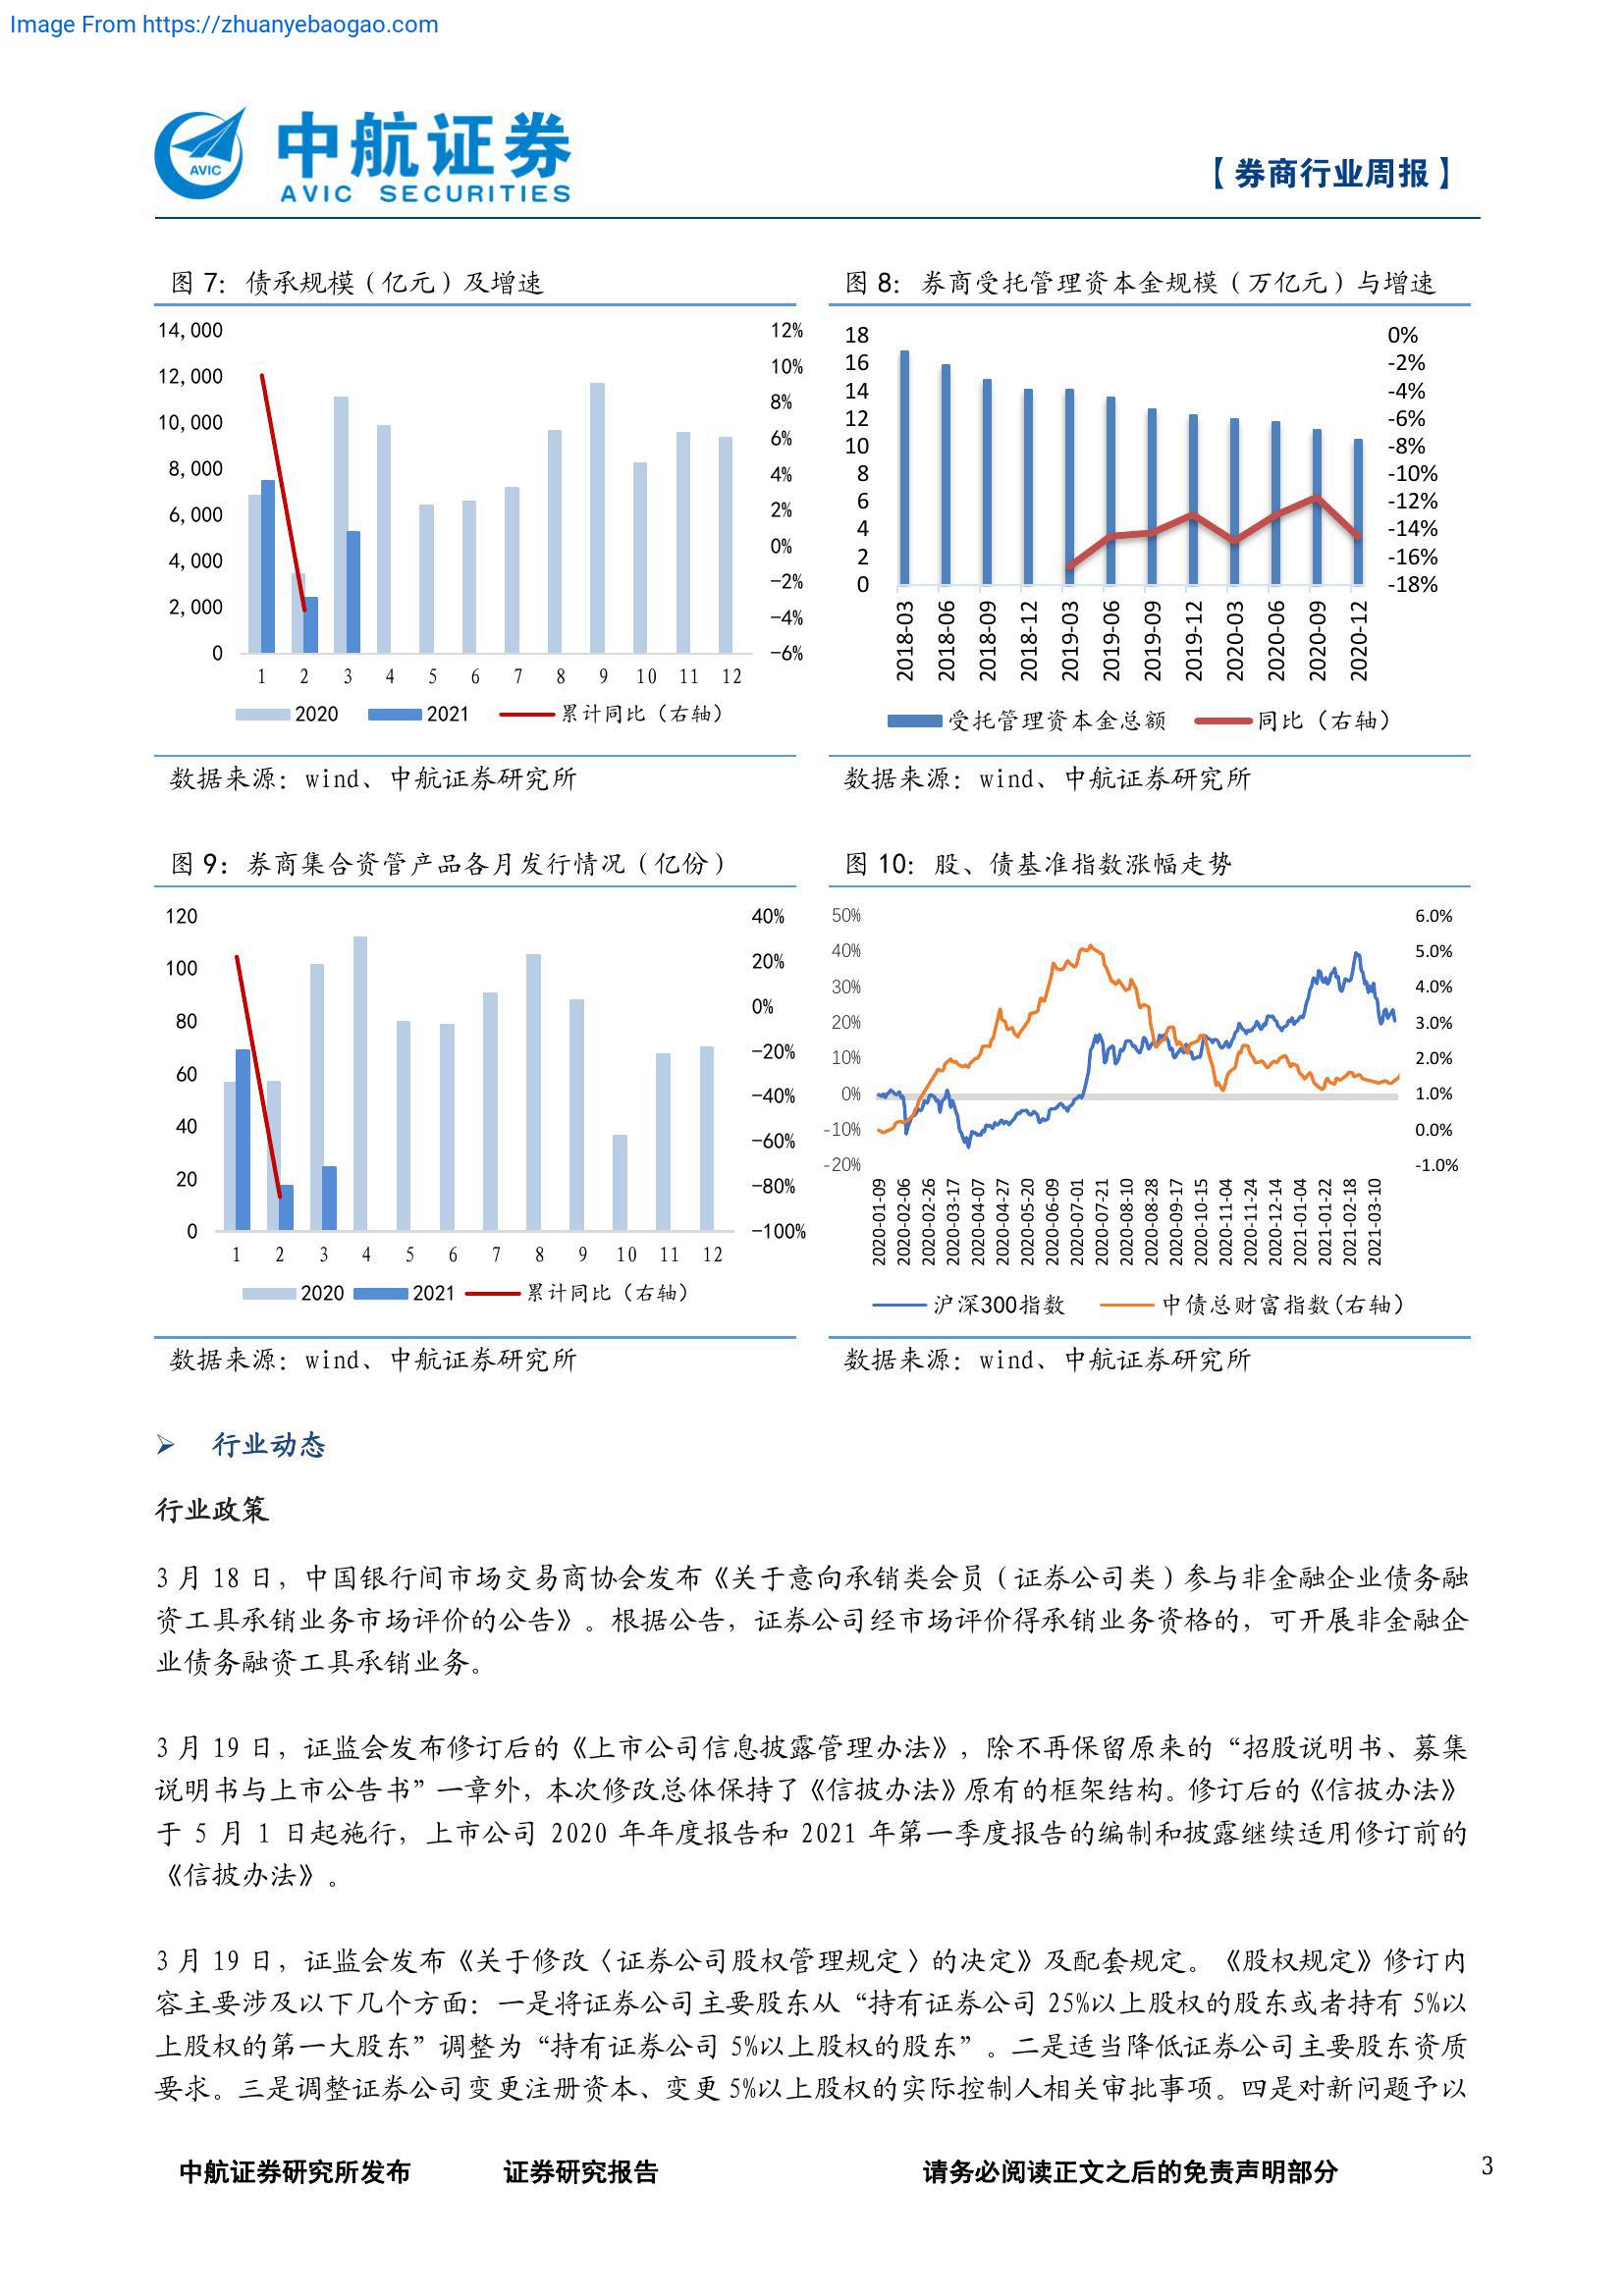 Image From https://zhuanyebaogao.com
AVIC
中航证券
AVIC SECURITIES
【券商行业周报】
图 7：债承规模（亿元）及增速
14,000
12,000
10,000
8,000
6,000
4,000
2,000
0
12%
10%
8%
6%
4%
2%
0%
-2%
-4%
-6%
1 2 3 4 5 6 7 8 9 10 11 12
2020 2021 累计同比（右轴）
数据来源：wind、中航证券研究所
图 8：券商受托管理资本金规模（万亿元）与增速
18
16
14
12
10
8
6
4
2
0
0%
-2%
-4%
-6%
-8%
-10%
-12%
-14%
-16%
-18%
2018-03 2018-06 2018-09 2018-12 2019-03 2019-06 2019-09 2019-12 2020-03 2020-06 2020-09 2020-12
受托管理资本金总额 同比（右轴）
数据来源：wind、中航证券研究所
图 9：券商集合资管产品各月发行情况（亿份）
120
100
80
60
40
20
0
40%
20%
0%
-20%
-40%
-60%
-80%
-100%
1 2 3 4 5 6 7 8 9 10 11 12
2020 2021 累计同比（右轴）
数据来源：wind、中航证券研究所
图 10：股、债基准指数涨幅走势
50%
40%
30%
20%
10%
0%
-10%
-20%
6.0%
5.0%
4.0%
3.0%
2.0%
1.0%
0.0%
-1.0%
2020-01-09 2020-02-06 2020-02-26 2020-03-17 2020-04-07 2020-04-27 2020-05-20 2020-06-09 2020-07-01 2020-07-21 2020-08-10 2020-08-28 2020-09-17 2020-10-15 2020-11-04 2020-11-24 2020-12-14 2021-01-04 2021-01-22 2021-02-18 2021-03-10
沪深300指数 中债总财富指数(右轴)
数据来源：wind、中航证券研究所
➢ 行业动态
行业政策
3 月 18 日，中国银行间市场交易商协会发布《关于意向承销类会员（证券公司类）参与非金融企业债务融
资工具承销业务市场评价的公告》。根据公告，证券公司经市场评价得承销业务资格的，可开展非金融企
业债务融资工具承销业务。
3 月 19 日，证监会发布修订后的《上市公司信息披露管理办法》，除不再保留原来的“招股说明书、募集
说明书与上市公告书”一章外，本次修改总体保持了《信披办法》原有的框架结构。修订后的《信披办法》
于 5 月 1 日起施行，上市公司 2020 年年度报告和 2021 年第一季度报告的编制和披露继续适用修订前的
《信披办法》。
3 月 19 日，证监会发布《关于修改〈证券公司股权管理规定〉的决定》及配套规定。《股权规定》修订内
容主要涉及以下几个方面：一是将证券公司主要股东从“持有证券公司 25%以上股权的股东或者持有 5%以
上股权的第一大股东”调整为“持有证券公司 5%以上股权的股东”。二是适当降低证券公司主要股东资质
要求。三是调整证券公司变更注册资本、变更 5%以上股权的实际控制人相关审批事项。四是对新问题予以
中航证券研究所发布 证券研究报告 请务必阅读正文之后的免责声明部分 3